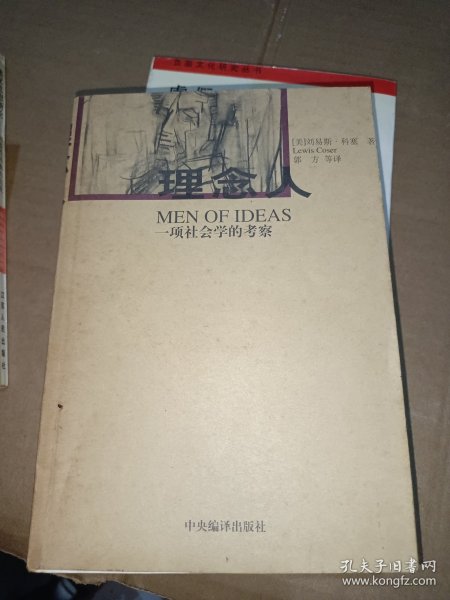 [美]刘易斯·科塞 著
Lewis Coser
郭 方 等译
理念人
MEN OF IDEAS
一项社会学的考察
中央编译出版社
孔夫子旧书网
www.kongfz.com